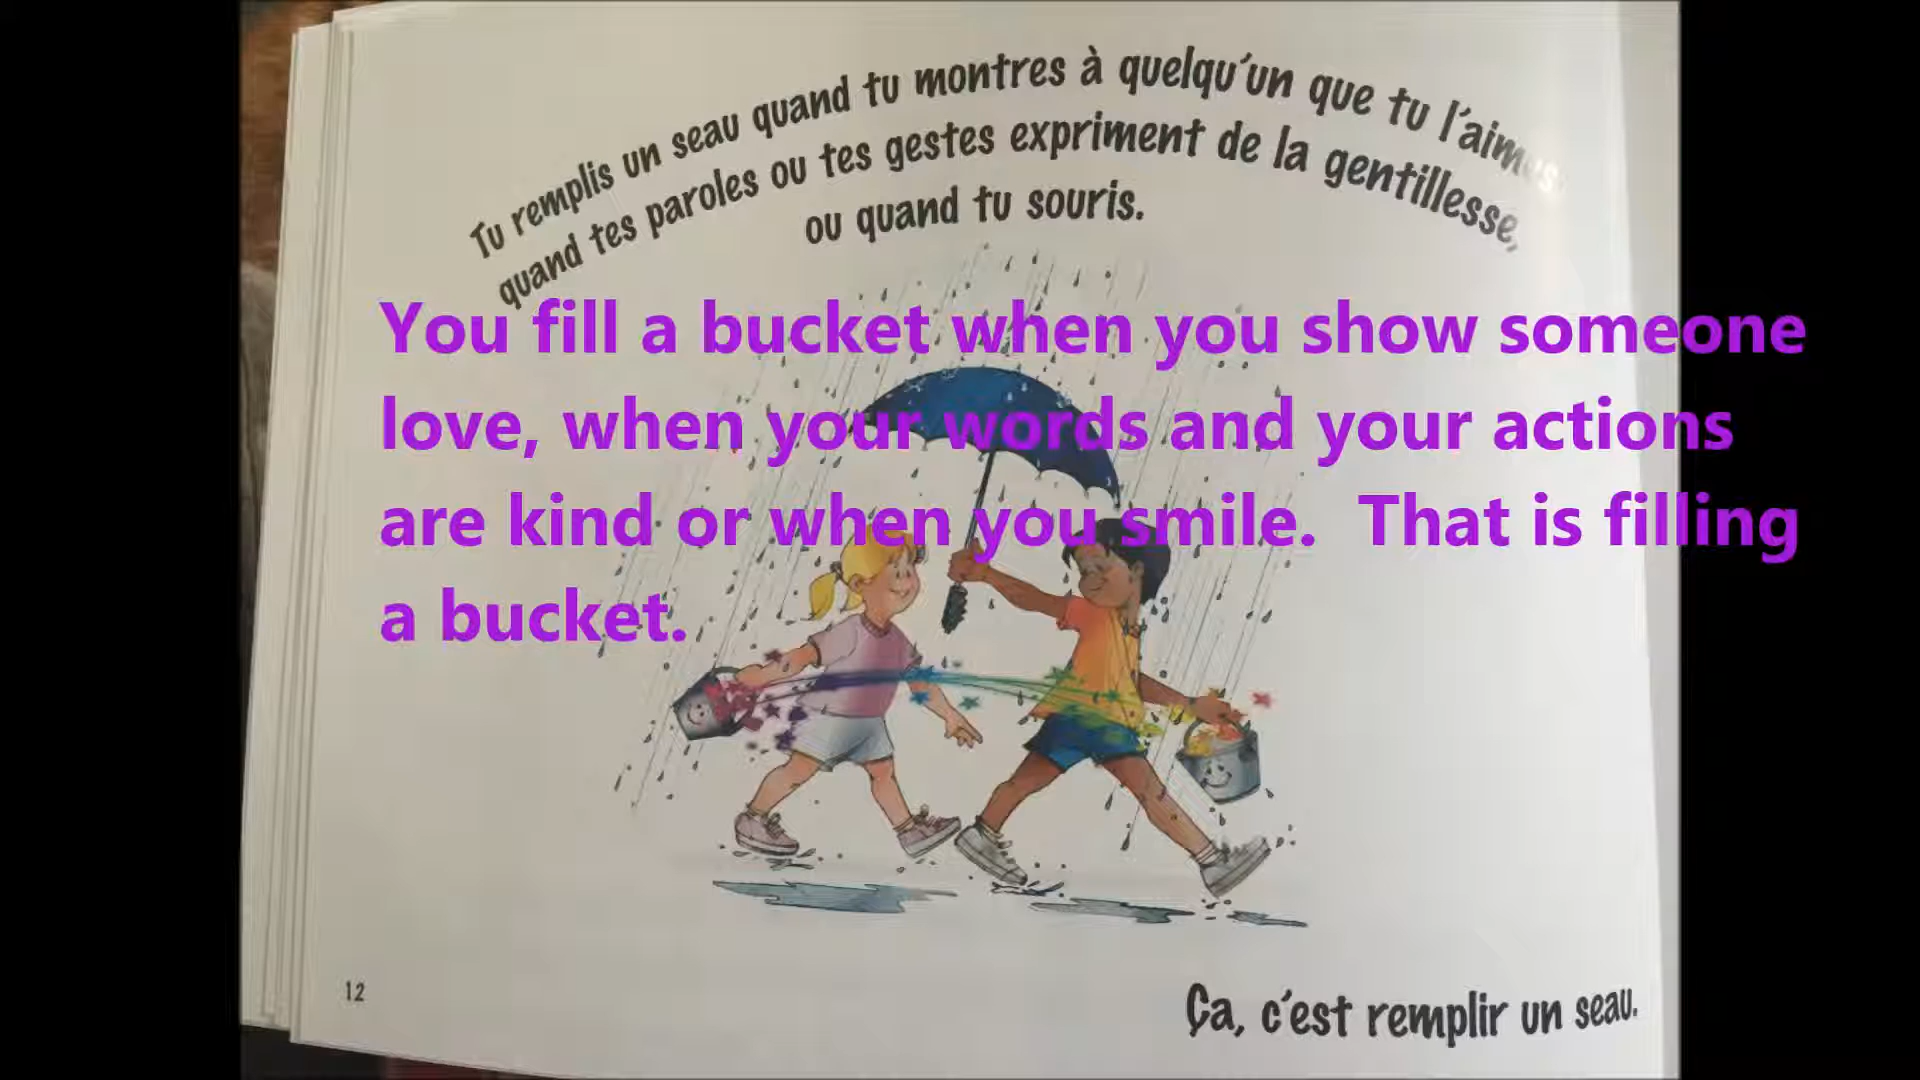 Tu remplis un seau quand tu montres à quelqu'un que tu l'aimes,
quand tes paroles ou tes gestes expriment de la gentillesse,
ou quand tu souris.
You fill a bucket when you show someone
love, when your words and your actions
are kind or when you smile.  That is filling
a bucket.
12
Ça, c'est remplir un seau.